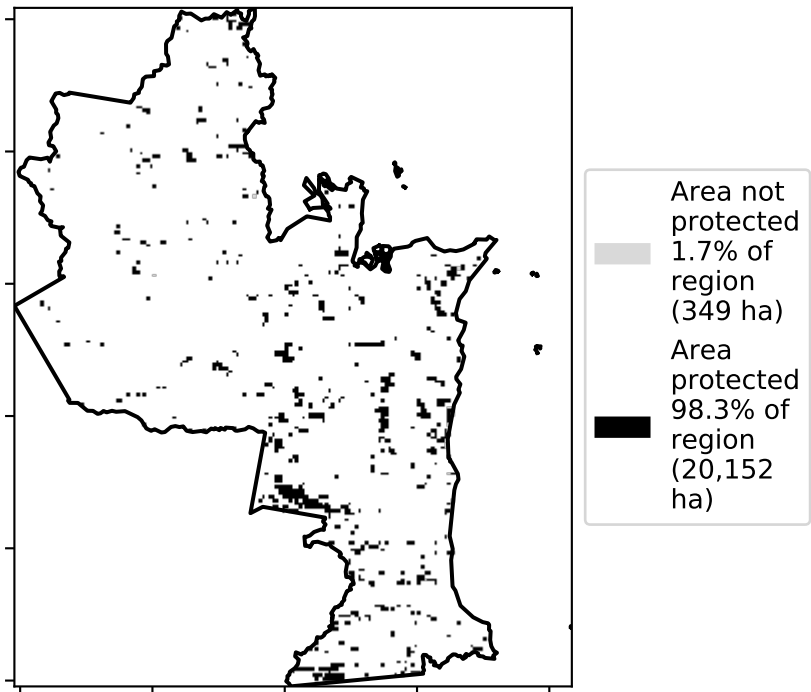 Area not
protected
1.7% of
region
(349 ha)
Area
protected
98.3% of
region
(20,152
ha)